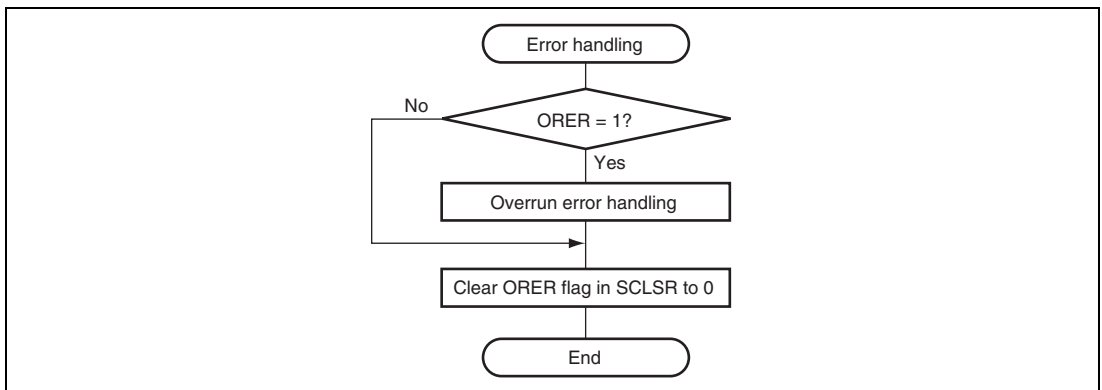 Error handling
No
ORER = 1?
Yes
Overrun error handling
Clear ORER flag in SCLSR to 0
End